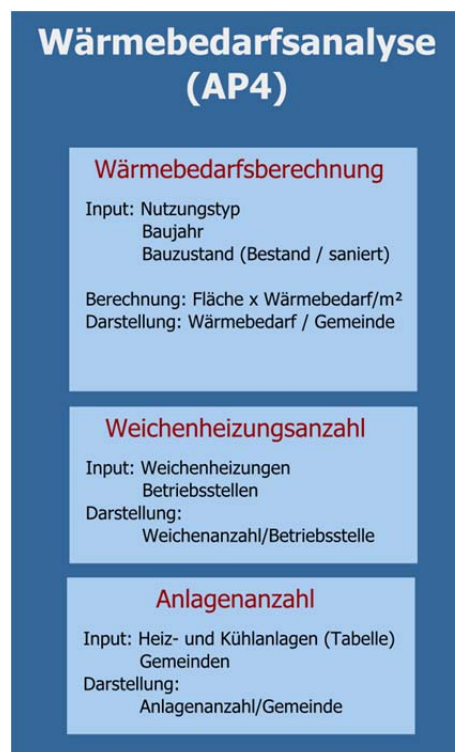 Wärmebedarfsanalyse
(AP4)
Wärmebedarfsberechnung
Input: Nutzungstyp
Baujahr
Bauzustand (Bestand / saniert)
Berechnung: Fläche x Wärmebedarf/m²
Darstellung: Wärmebedarf / Gemeinde
Weichenheizungsanzahl
Input: Weichenheizungen
Betriebsstellen
Darstellung:
Weichenanzahl/Betriebsstelle
Anlagenanzahl
Input: Heiz- und Kühlanlagen (Tabelle)
Gemeinden
Darstellung:
Anlagenanzahl/Gemeinde